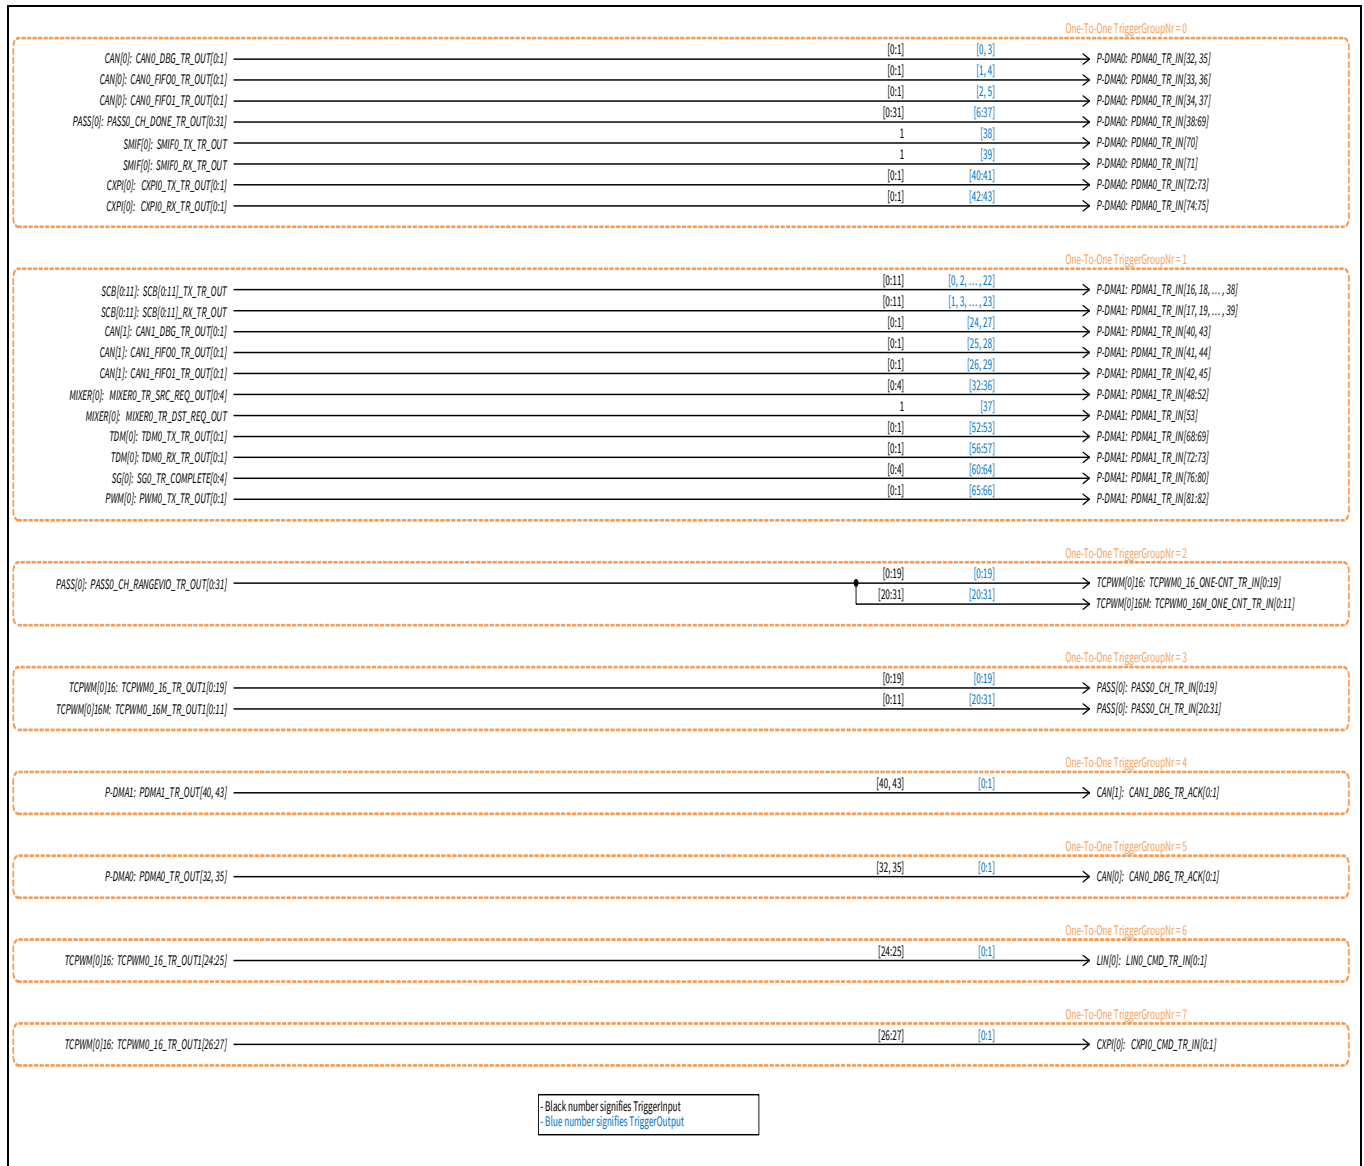 One-To-One TriggerGroupNr = 0
CAN[0]: CAN0_DBG_TR_OUT[0:1] [0:1] [0, 3] P-DMA0: PDMA0_TR_IN[32, 35]
CAN[0]: CAN0_FIFO0_TR_OUT[0:1] [0:1] [1, 4] P-DMA0: PDMA0_TR_IN[33, 36]
CAN[0]: CAN0_FIFO1_TR_OUT[0:1] [0:1] [2, 5] P-DMA0: PDMA0_TR_IN[34, 37]
PASS[0]: PASS0_CH_DONE_TR_OUT[0:31] [0:31] [6:37] P-DMA0: PDMA0_TR_IN[38:69]
SMIF[0]: SMIF0_TX_TR_OUT 1 [38] P-DMA0: PDMA0_TR_IN[70]
SMIF[0]: SMIF0_RX_TR_OUT 1 [39] P-DMA0: PDMA0_TR_IN[71]
CXPI[0]: CXPI0_TX_TR_OUT[0:1] [0:1] [40:41] P-DMA0: PDMA0_TR_IN[72:73]
CXPI[0]: CXPI0_RX_TR_OUT[0:1] [0:1] [42:43] P-DMA0: PDMA0_TR_IN[74:75]
One-To-One TriggerGroupNr = 1
SCB[0:11]: SCB[0:11]_TX_TR_OUT [0:11] [0, 2, ... , 22] P-DMA1: PDMA1_TR_IN[16, 18, ... , 38]
SCB[0:11]: SCB[0:11]_RX_TR_OUT [0:11] [1, 3, ... , 23] P-DMA1: PDMA1_TR_IN[17, 19, ... , 39]
CAN[1]: CAN1_DBG_TR_OUT[0:1] [0:1] [24, 27] P-DMA1: PDMA1_TR_IN[40, 43]
CAN[1]: CAN1_FIFO0_TR_OUT[0:1] [0:1] [25, 28] P-DMA1: PDMA1_TR_IN[41, 44]
CAN[1]: CAN1_FIFO1_TR_OUT[0:1] [0:1] [26, 29] P-DMA1: PDMA1_TR_IN[42, 45]
MIXER[0]: MIXER0_TR_SRC_REQ_OUT[0:4] [0:4] [32:36] P-DMA1: PDMA1_TR_IN[48:52]
MIXER[0]: MIXER0_TR_DST_REQ_OUT 1 [37] P-DMA1: PDMA1_TR_IN[53]
TDM[0]: TDM0_TX_TR_OUT[0:1] [0:1] [52:53] P-DMA1: PDMA1_TR_IN[68:69]
TDM[0]: TDM0_RX_TR_OUT[0:1] [0:1] [56:57] P-DMA1: PDMA1_TR_IN[72:73]
SG[0]: SG0_TR_COMPLETE[0:4] [0:4] [60:64] P-DMA1: PDMA1_TR_IN[76:80]
PWM[0]: PWM0_TX_TR_OUT[0:1] [0:1] [65:66] P-DMA1: PDMA1_TR_IN[81:82]
One-To-One TriggerGroupNr = 2
PASS[0]: PASS0_CH_RANGEVIO_TR_OUT[0:31] [0:19] [0:19] TCPWM[0]16: TCPWM0_16_ONE-CNT_TR_IN[0:19]
[20:31] [20:31] TCPWM[0]16M: TCPWM0_16M_ONE_CNT_TR_IN[0:11]
One-To-One TriggerGroupNr = 3
TCPWM[0]16: TCPWM0_16_TR_OUT1[0:19] [0:19] [0:19] PASS[0]: PASS0_CH_TR_IN[0:19]
TCPWM[0]16M: TCPWM0_16M_TR_OUT1[0:11] [0:11] [20:31] PASS[0]: PASS0_CH_TR_IN[20:31]
One-To-One TriggerGroupNr = 4
P-DMA1: PDMA1_TR_OUT[40, 43] [40, 43] [0:1] CAN[1]: CAN1_DBG_TR_ACK[0:1]
One-To-One TriggerGroupNr = 5
P-DMA0: PDMA0_TR_OUT[32, 35] [32, 35] [0:1] CAN[0]: CAN0_DBG_TR_ACK[0:1]
One-To-One TriggerGroupNr = 6
TCPWM[0]16: TCPWM0_16_TR_OUT1[24:25] [24:25] [0:1] LIN[0]: LIN0_CMD_TR_IN[0:1]
One-To-One TriggerGroupNr = 7
TCPWM[0]16: TCPWM0_16_TR_OUT1[26:27] [26:27] [0:1] CXPI[0]: CXPI0_CMD_TR_IN[0:1]
- Black number signifies TriggerInput
- Blue number signifies TriggerOutput